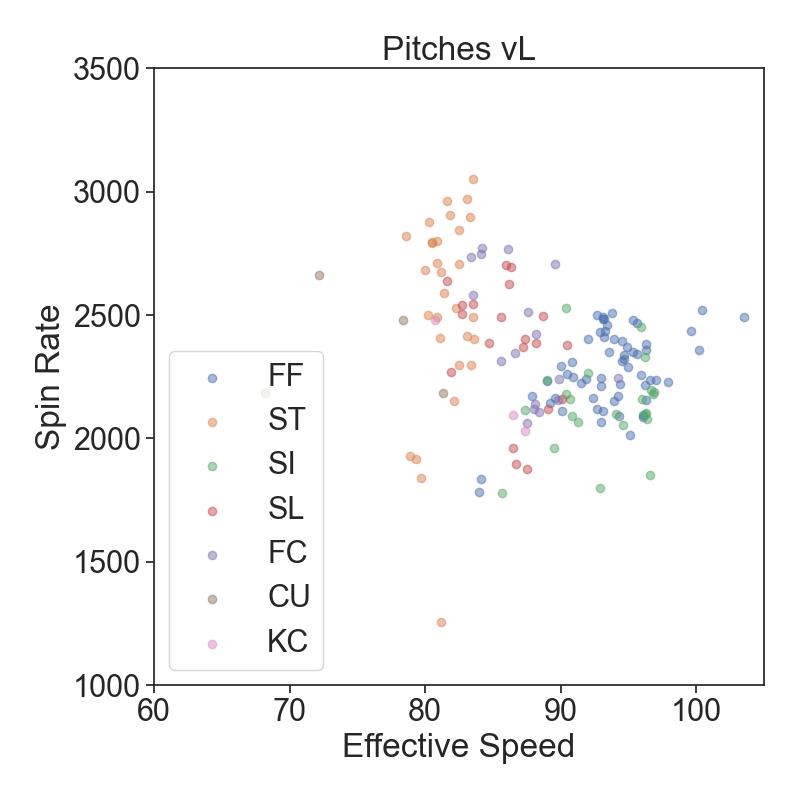 Pitches vL
3500
3000
2500
2000
1500
1000
Spin Rate
FF
ST
SI
SL
FC
CU
KC
60 70 80 90 100
Effective Speed